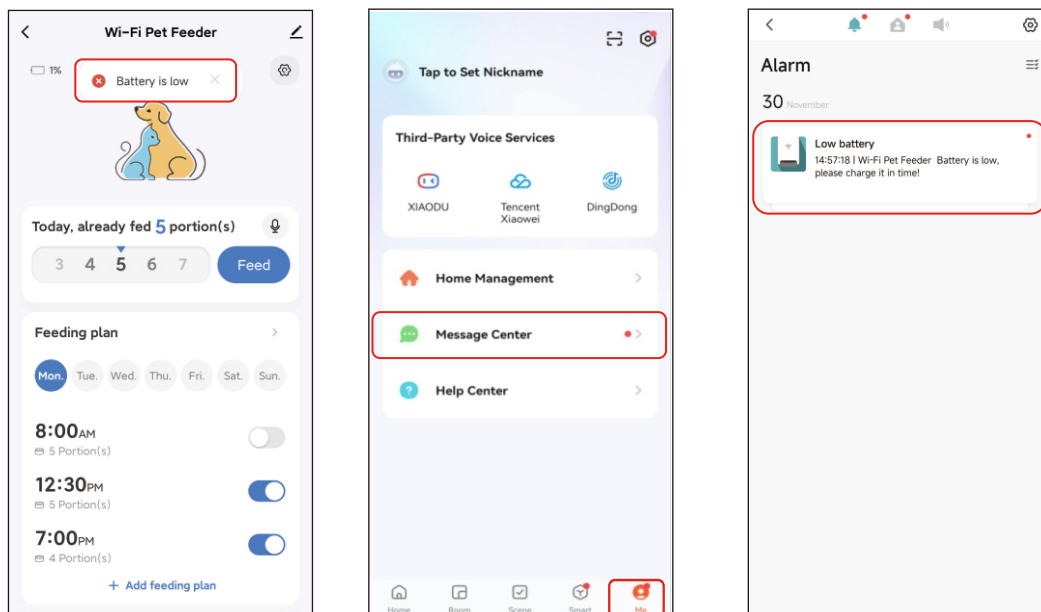 Wi-Fi Pet Feeder
1%
Battery is low
Today, already fed 5 portion(s)
3 4 5 6 7
Feed
Feeding plan
Mon. Tue. Wed. Thu. Fri. Sat. Sun.
8:00AM
5 Portion(s)
12:30PM
5 Portion(s)
7:00PM
4 Portion(s)
+ Add feeding plan
Tap to Set Nickname
Third-Party Voice Services
XIAODU
Tencent
Xiaowei
DingDong
Home Management
Message Center
Help Center
Home Room Scene Smart Me
Alarm
30 November
Low battery
14:57:18 | Wi-Fi Pet Feeder Battery is low,
please charge it in time!